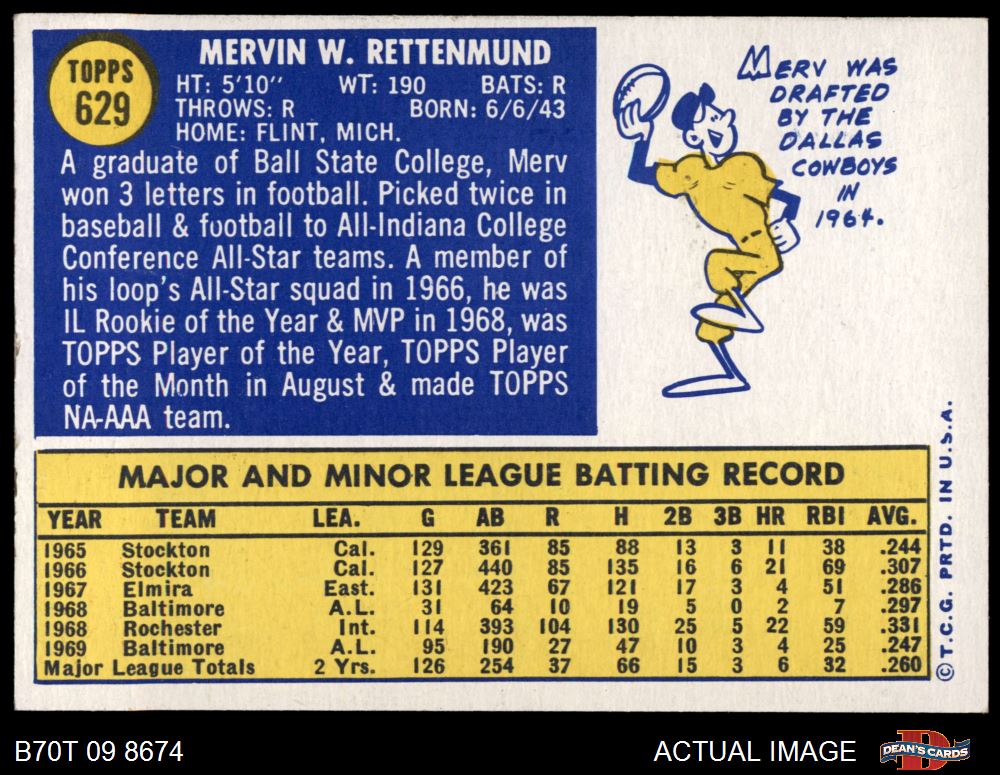 TOPPS
629
MERVIN W. RETTENMUND
HT: 5'10" WT: 190 BATS: R
THROWS: R BORN: 6/6/43
HOME: FLINT, MICH.
A graduate of Ball State College, Merv
won 3 letters in football. Picked twice in
baseball & football to All-Indiana College
Conference All-Star teams. A member of
his loop's All-Star squad in 1966, he was
IL Rookie of the Year & MVP in 1968, was
TOPPS Player of the Year, TOPPS Player
of the Month in August & made TOPPS
NA-AAA team.
MERV WAS
DRAFTED
BY THE
DALLAS
COWBOYS
IN
1964.
MAJOR AND MINOR LEAGUE BATTING RECORD
YEAR TEAM LEA. G AB R H 2B 3B HR RBI AVG.
1965 Stockton Cal. 129 361 85 88 13 3 11 38 .244
1966 Stockton Cal. 127 440 85 135 16 6 21 69 .307
1967 Elmira East. 131 423 67 121 17 3 4 51 .286
1968 Baltimore A.L. 31 64 10 19 5 0 2 7 .297
1968 Rochester Int. 114 393 104 130 25 5 22 59 .331
1969 Baltimore A.L. 95 190 27 47 10 3 4 25 .247
Major League Totals 2 Yrs. 126 254 37 66 15 3 6 32 .260
© T.C.G. PRTD. IN U.S.A.
B70T 09 8674
ACTUAL IMAGE
D
DEAN'S CARDS